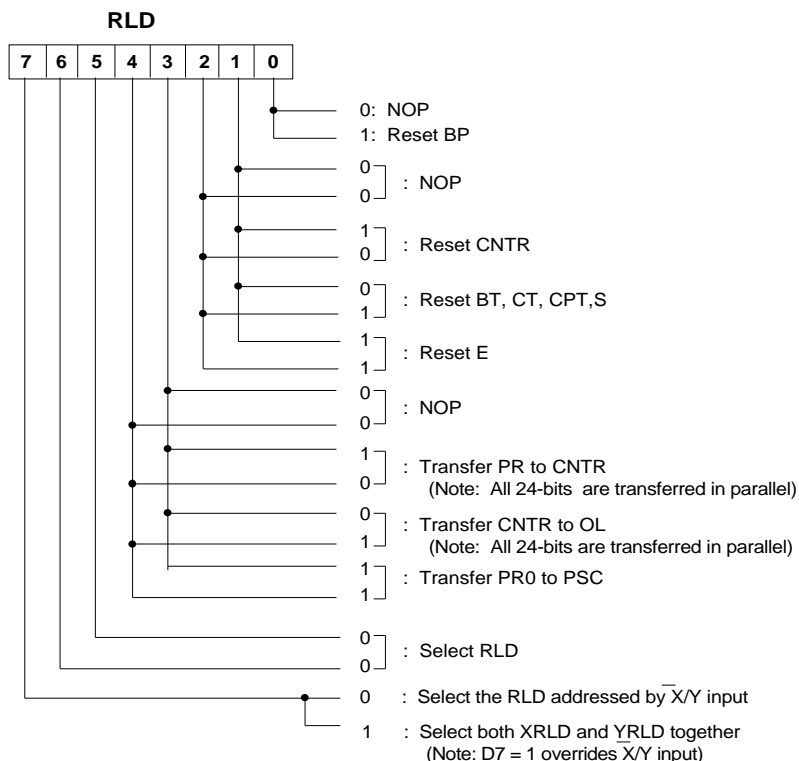 RLD
7 6 5 4 3 2 1 0
0: NOP
1: Reset BP
0
0
: NOP
1
0
: Reset CNTR
0
1
: Reset BT, CT, CPT,S
1
1
: Reset E
0
0
: NOP
1
0
: Transfer PR to CNTR
(Note: All 24-bits are transferred in parallel)
0
1
: Transfer CNTR to OL
(Note: All 24-bits are transferred in parallel)
1
1
: Transfer PR0 to PSC
0
0
: Select RLD
0 : Select the RLD addressed by X̅/Y input
1 : Select both XRLD and YRLD together
(Note: D7 = 1 overrides X̅/Y input)